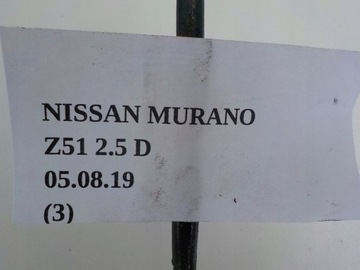 NISSAN MURANO
Z51 2.5 D
05.08.19
(3)